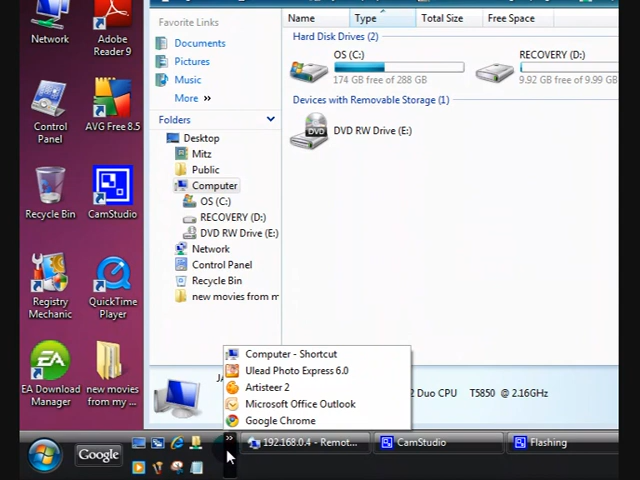 Network
Adobe
Reader 9
Control
Panel
AVG Free 8.5
Recycle Bin
CamStudio
Registry
Mechanic
QuickTime
Player
EA
EA Download
Manager
new movies
from my ...
Favorite Links
Documents
Pictures
Music
More »
Folders
Desktop
Mitz
Public
Computer
OS (C:)
RECOVERY (D:)
DVD RW Drive (E:)
Network
Control Panel
Recycle Bin
new movies from m
Name Type Total Size Free Space
Hard Disk Drives (2)
OS (C:)
174 GB free of 288 GB
RECOVERY (D:)
9.92 GB free of 9.99 GB
Devices with Removable Storage (1)
DVD
DVD RW Drive (E:)
Computer - Shortcut
Ulead Photo Express 6.0
Artisteer 2
Microsoft Office Outlook
Google Chrome
2 Duo CPU T5850 @ 2.16GHz
Google
»
192.168.0.4 - Remot...
CamStudio
Flashing